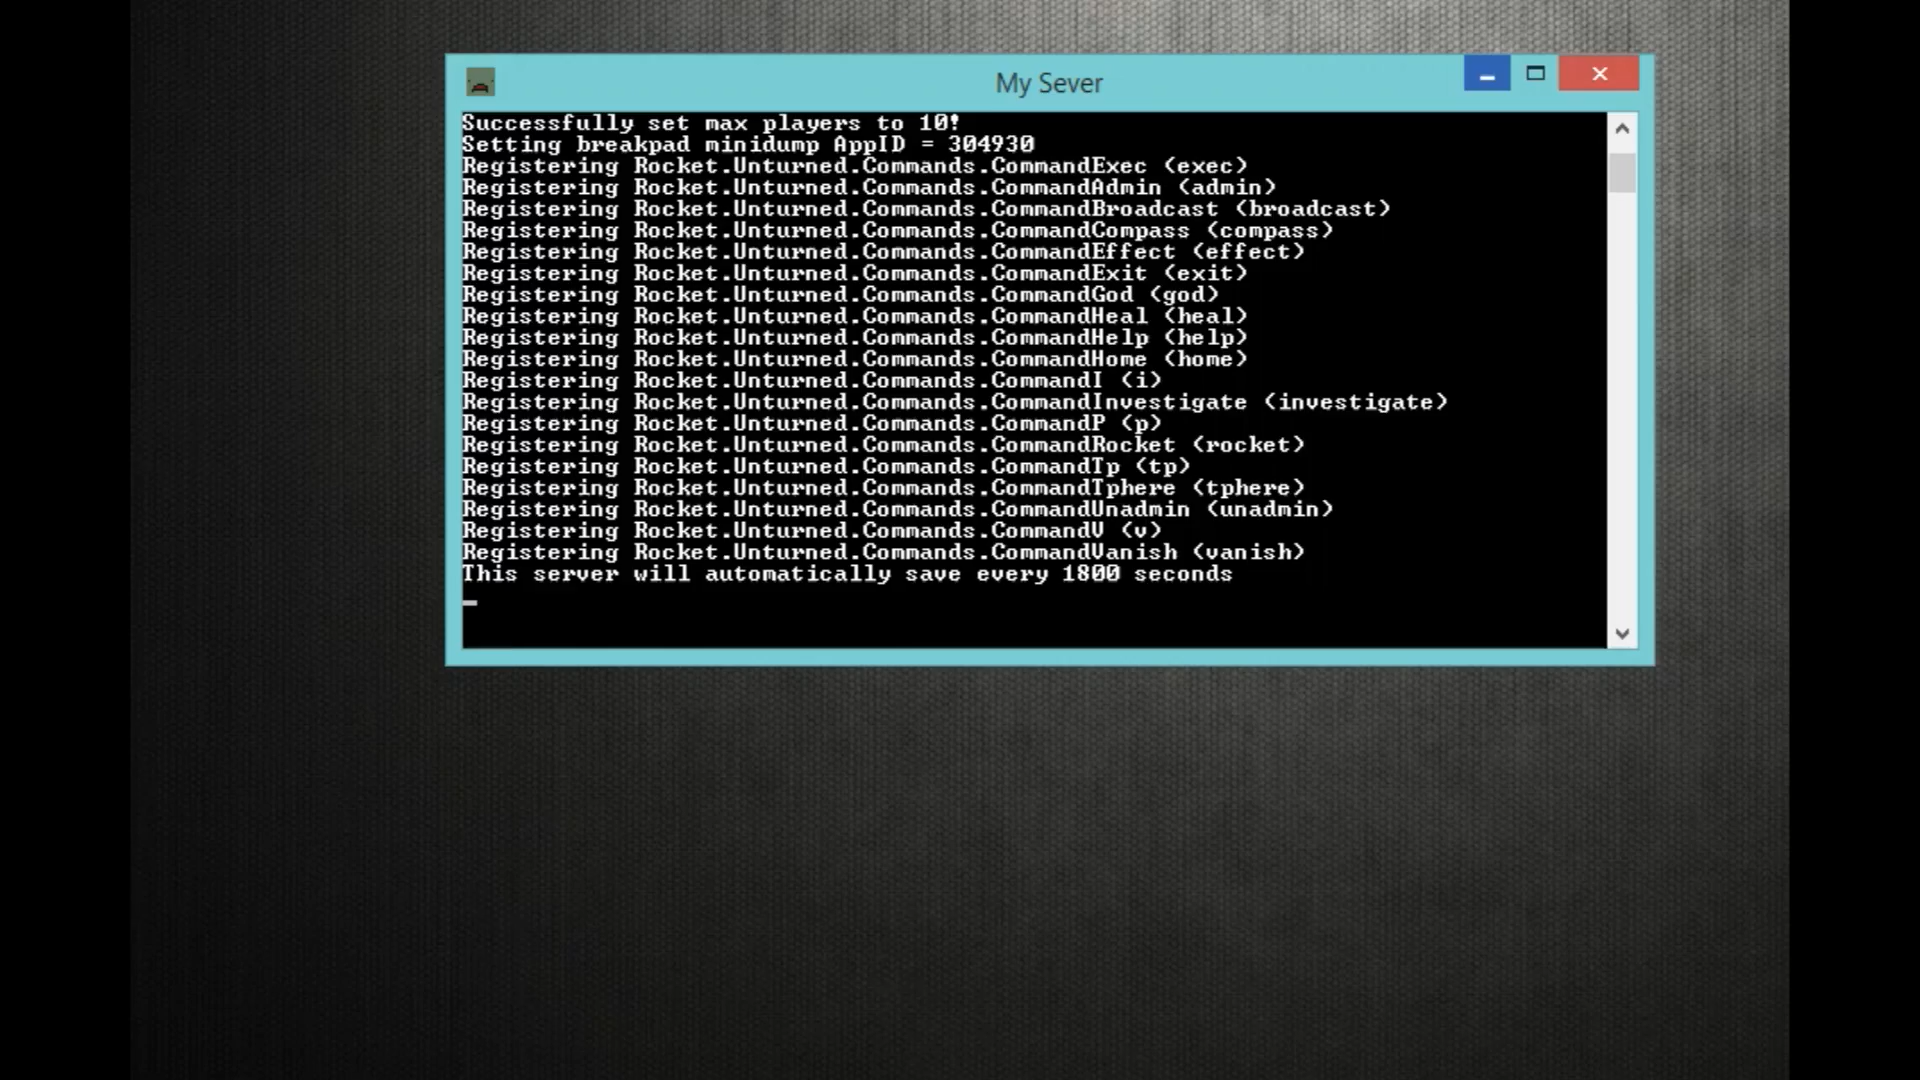 My Sever
Successfully set max players to 10!
Setting breakpad minidump AppID = 304930
Registering Rocket.Unturned.Commands.CommandExec (exec)
Registering Rocket.Unturned.Commands.CommandAdmin (admin)
Registering Rocket.Unturned.Commands.CommandBroadcast (broadcast)
Registering Rocket.Unturned.Commands.CommandCompass (compass)
Registering Rocket.Unturned.Commands.CommandEffect (effect)
Registering Rocket.Unturned.Commands.CommandExit (exit)
Registering Rocket.Unturned.Commands.CommandGod (god)
Registering Rocket.Unturned.Commands.CommandHeal (heal)
Registering Rocket.Unturned.Commands.CommandHelp (help)
Registering Rocket.Unturned.Commands.CommandHome (home)
Registering Rocket.Unturned.Commands.CommandI (i)
Registering Rocket.Unturned.Commands.CommandInvestigate (investigate)
Registering Rocket.Unturned.Commands.CommandP (p)
Registering Rocket.Unturned.Commands.CommandRocket (rocket)
Registering Rocket.Unturned.Commands.CommandTp (tp)
Registering Rocket.Unturned.Commands.CommandTphere (tphere)
Registering Rocket.Unturned.Commands.CommandUnadmin (unadmin)
Registering Rocket.Unturned.Commands.CommandV (v)
Registering Rocket.Unturned.Commands.CommandVanish (vanish)
This server will automatically save every 1800 seconds